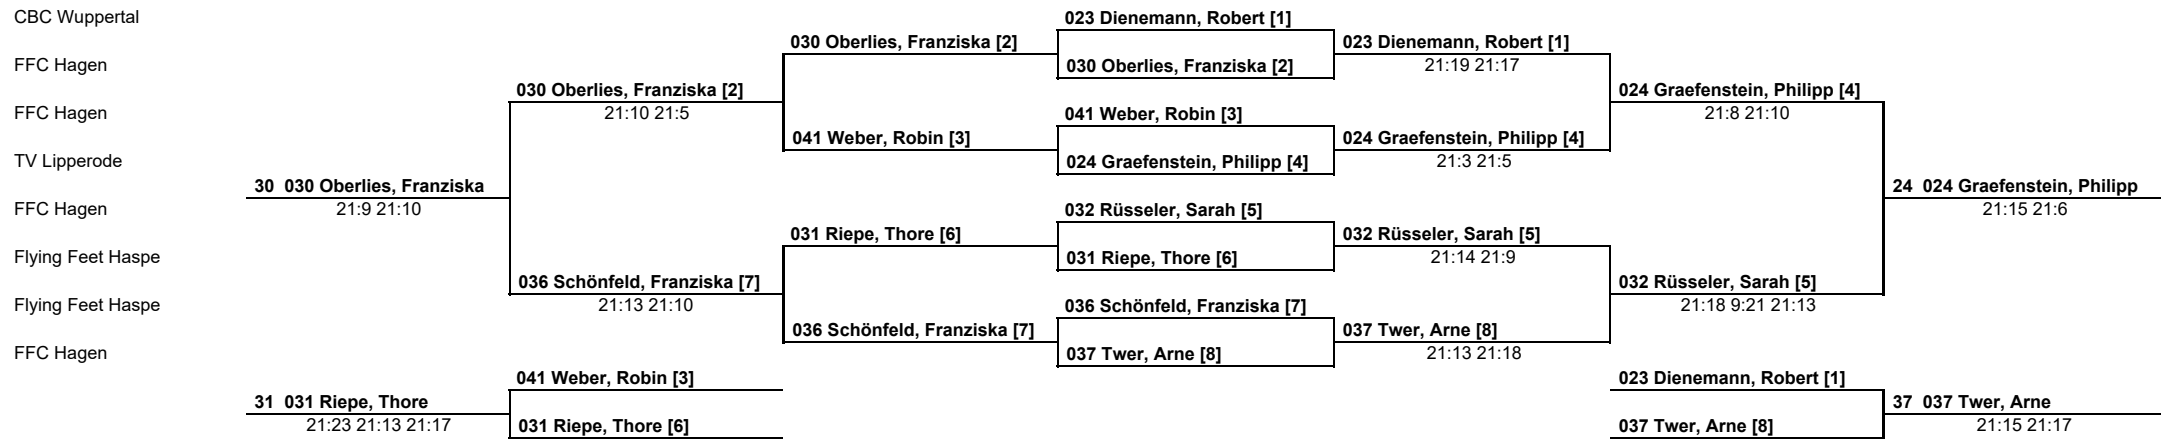 CBC Wuppertal
023 Dienemann, Robert [1]
030 Oberlies, Franziska [2]
023 Dienemann, Robert [1]
FFC Hagen
030 Oberlies, Franziska [2]
21:19 21:17
030 Oberlies, Franziska [2]
024 Graefenstein, Philipp [4]
FFC Hagen
21:10 21:5
041 Weber, Robin [3]
21:8 21:10
041 Weber, Robin [3]
024 Graefenstein, Philipp [4]
TV Lipperode
024 Graefenstein, Philipp [4]
21:3 21:5
30 030 Oberlies, Franziska
24 024 Graefenstein, Philipp
FFC Hagen
21:9 21:10
032 Rüsseler, Sarah [5]
21:15 21:6
031 Riepe, Thore [6]
032 Rüsseler, Sarah [5]
Flying Feet Haspe
031 Riepe, Thore [6]
21:14 21:9
036 Schönfeld, Franziska [7]
032 Rüsseler, Sarah [5]
Flying Feet Haspe
21:13 21:10
036 Schönfeld, Franziska [7]
21:18 9:21 21:13
036 Schönfeld, Franziska [7]
037 Twer, Arne [8]
FFC Hagen
037 Twer, Arne [8]
21:13 21:18
041 Weber, Robin [3]
023 Dienemann, Robert [1]
31 031 Riepe, Thore
37 037 Twer, Arne
21:23 21:13 21:17
031 Riepe, Thore [6]
037 Twer, Arne [8]
21:15 21:17